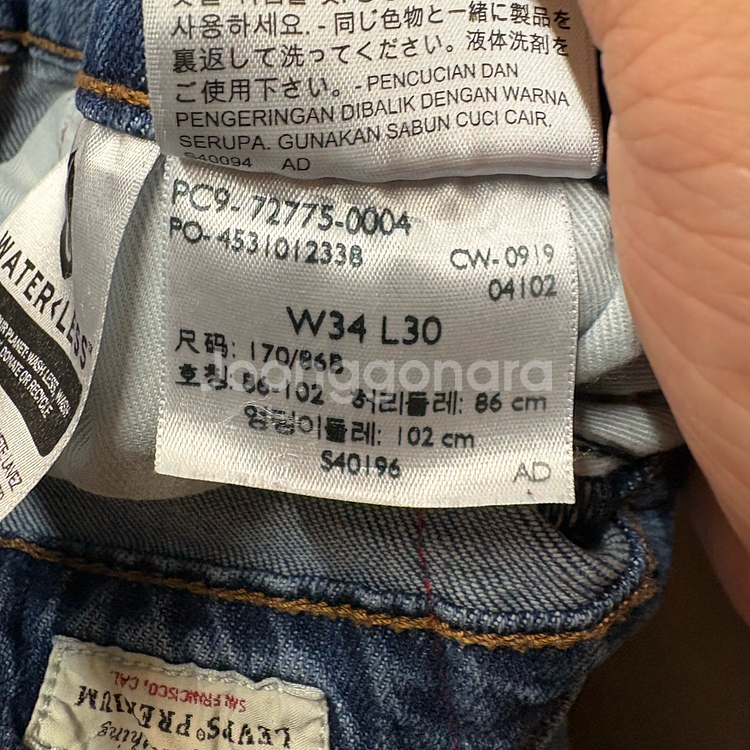 사용하세요. - 同じ色物と一緒に製品を
裏返して洗ってください。液体洗剤を
ご使用下さい。- PENCUCIAN DAN
PENGERINGAN DIBALIK DENGAN WARNA
SERUPA. GUNAKAN SABUN CUCI CAIR.
S40094 AD
PC9-72775-0004
PO-4531012338
CW-0919
04102
W34 L30
尺码: 170/86B
호칭: 86-102 허리둘레: 86 cm
엉덩이둘레: 102 cm
S40196 AD
Joonggonara
WATER<LESS™
DONATE OR RECYCLE.
LEVI'S® PREMIUM
SAN FRANCISCO, CAL.